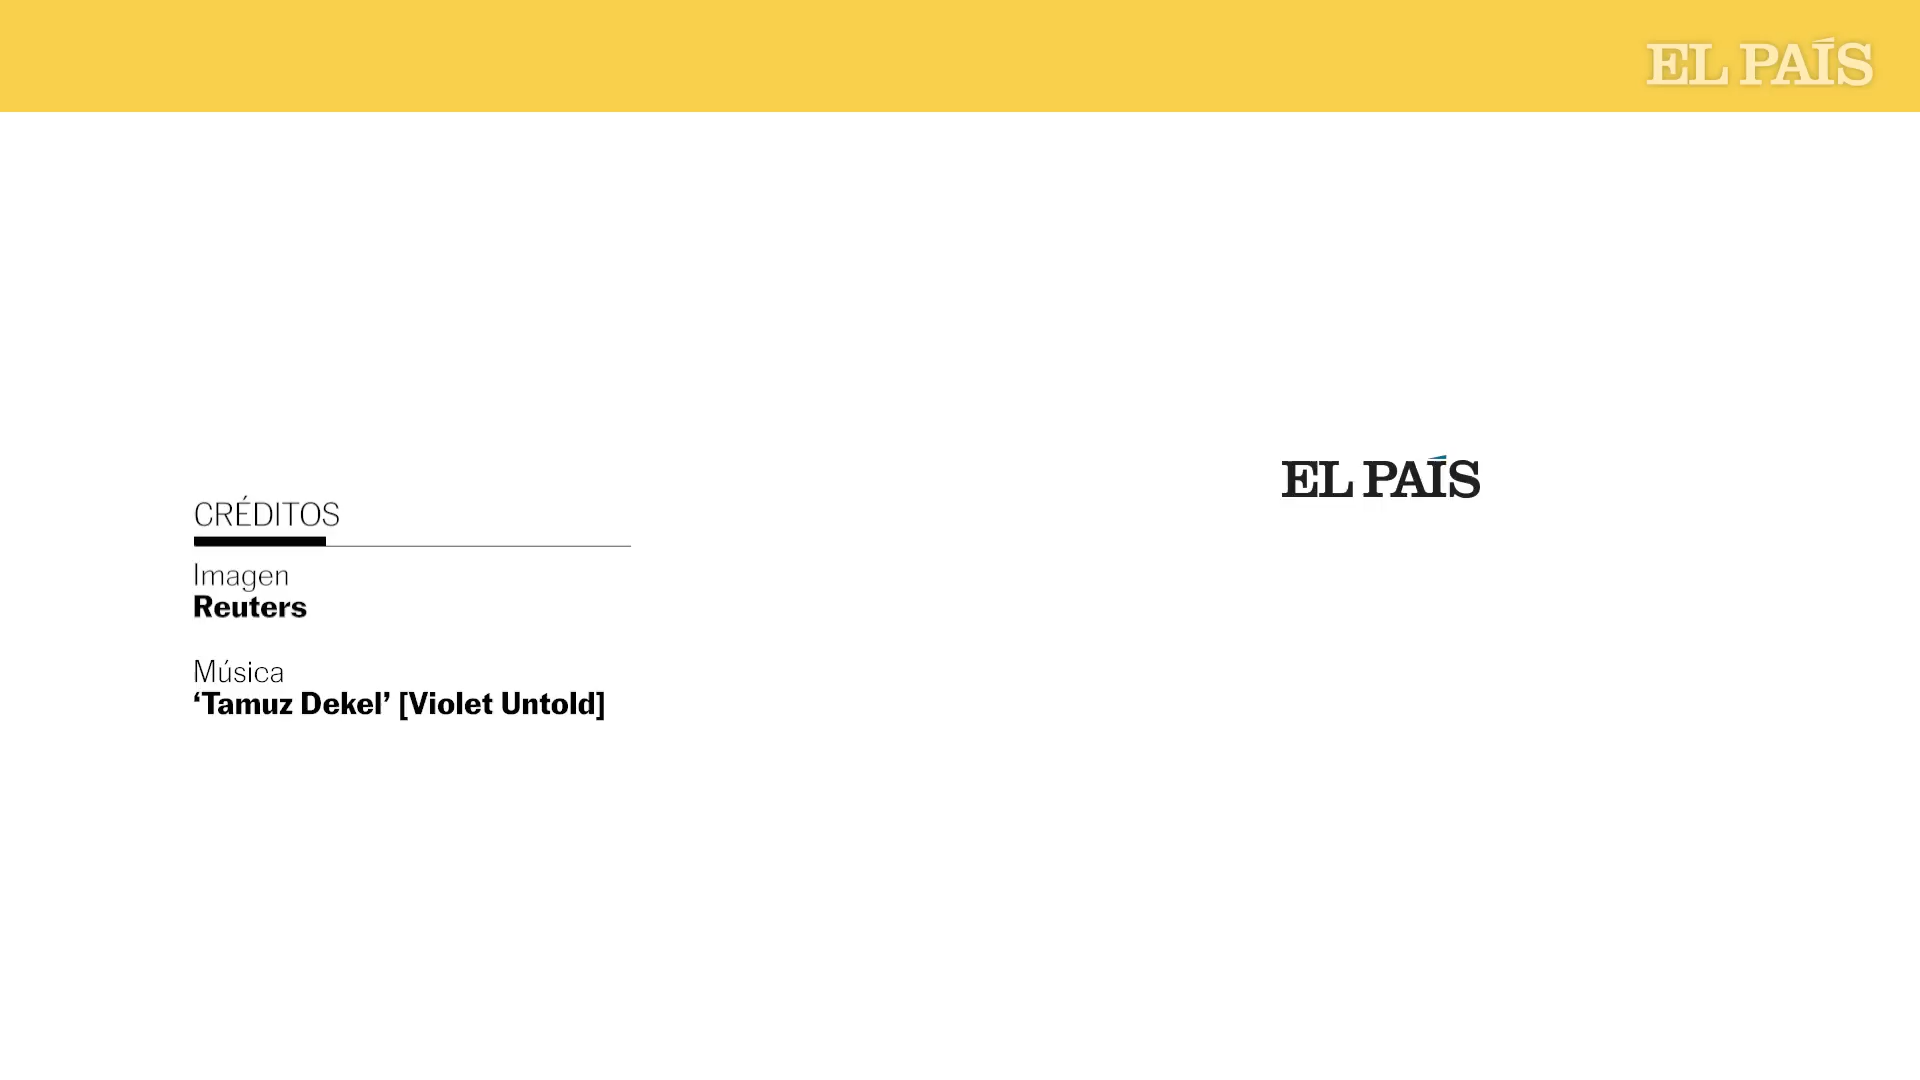 EL PAÍS
EL PAÍS
CRÉDITOS
Imagen
Reuters
Música
‘Tamuz Dekel’ [Violet Untold]